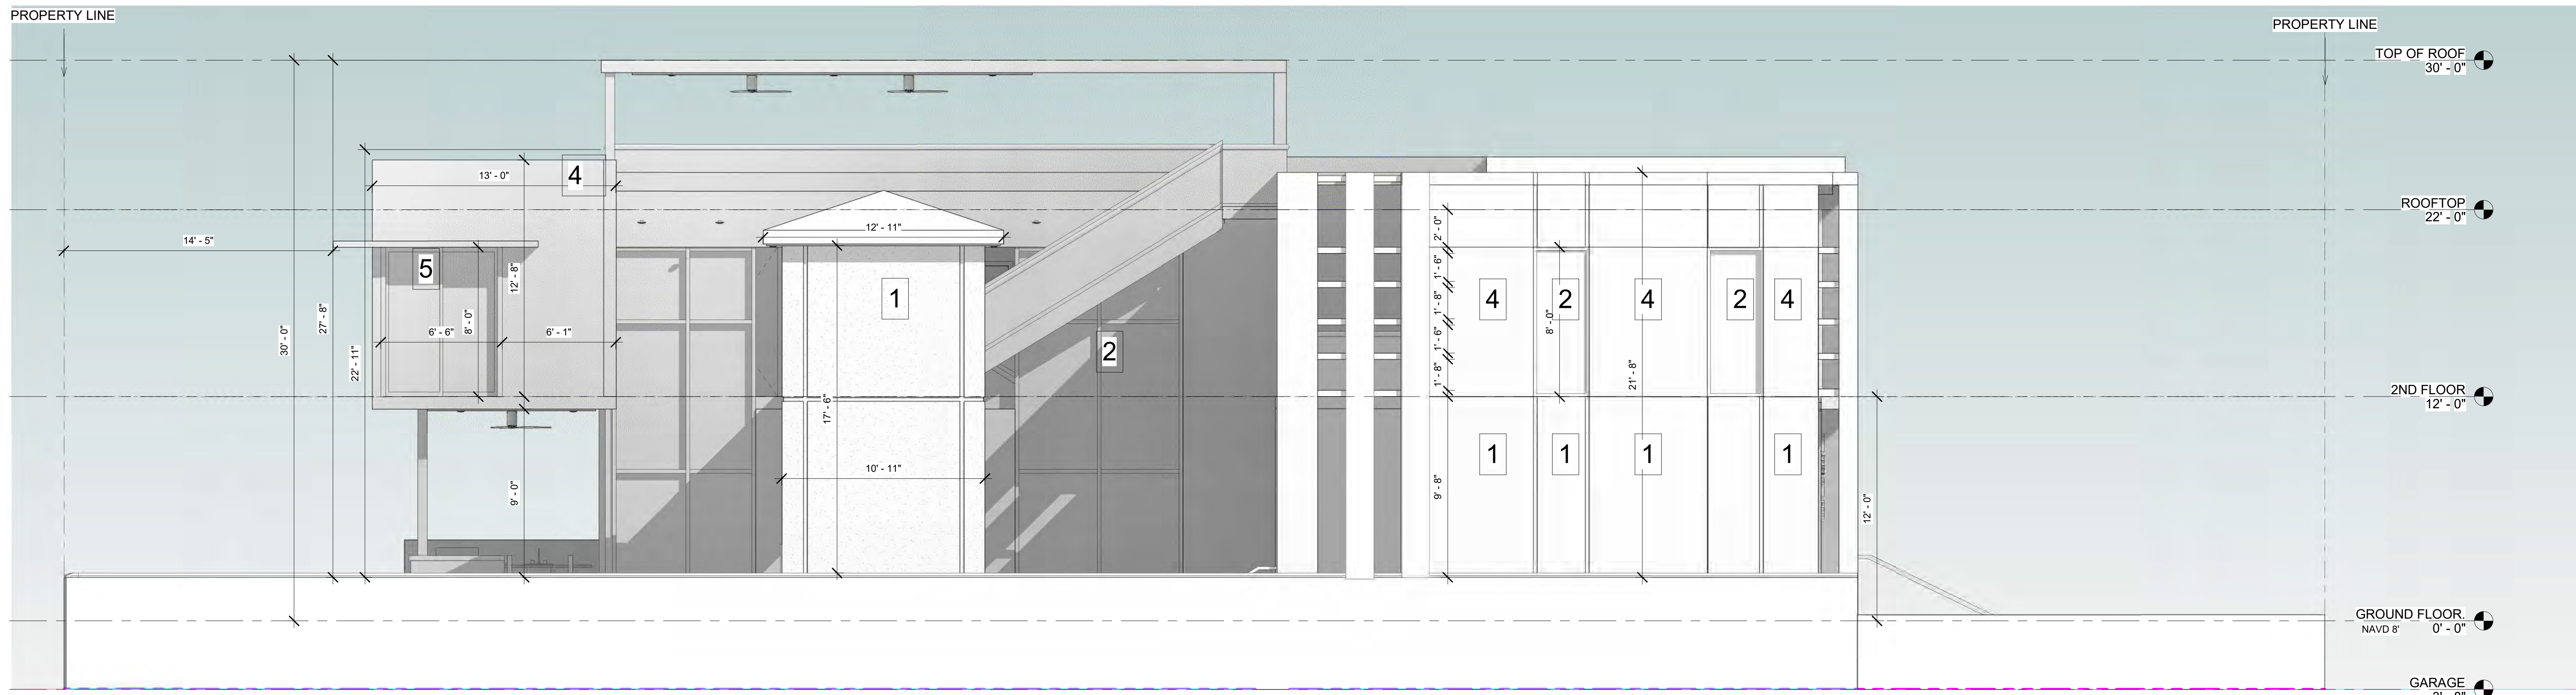 PROPERTY LINE
PROPERTY LINE
TOP OF ROOF
30' - 0"
13' - 0"
4
ROOFTOP
22' - 0"
14' - 5"
12' - 11"
2' - 0"
5
12' - 8"
1' - 6"
1
4
2
4
2
4
1' - 8"
8' - 0"
27' - 8"
30' - 0"
6' - 6"
8' - 0"
6' - 1"
1' - 6"
2
22' - 11"
1' - 8"
21' - 8"
2ND FLOOR
12' - 0"
17' - 6"
1
1
1
1
10' - 11"
9' - 0"
9' - 8"
12' - 0"
GROUND FLOOR.
NAVD 8' 0' - 0"
GARAGE